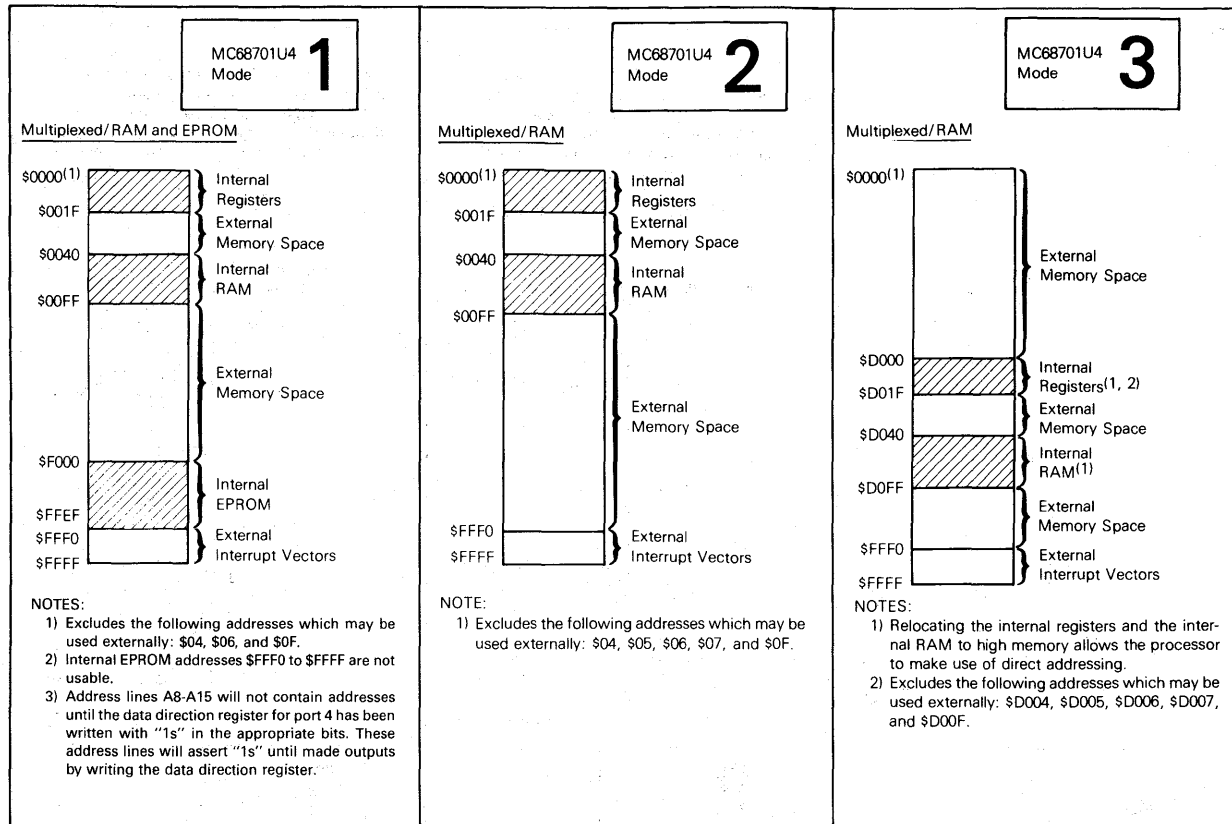 MC68701U4
Mode
1
Multiplexed/RAM and EPROM
$0000(1)
Internal
Registers
$001F
External
Memory Space
$0040
Internal
RAM
$00FF
External
Memory Space
$F000
Internal
EPROM
$FFEF
$FFF0
External
Interrupt Vectors
$FFFF
NOTES:
1) Excludes the following addresses which may be
used externally: $04, $06, and $0F.
2) Internal EPROM addresses $FFF0 to $FFFF are not
usable.
3) Address lines A8-A15 will not contain addresses
until the data direction register for port 4 has been
written with "1s" in the appropriate bits. These
address lines will assert "1s" until made outputs
by writing the data direction register.
MC68701U4
Mode
2
Multiplexed/RAM
$0000(1)
Internal
Registers
$001F
External
Memory Space
$0040
Internal
RAM
$00FF
External
Memory Space
$FFF0
External
Interrupt Vectors
$FFFF
NOTE:
1) Excludes the following addresses which may be
used externally: $04, $05, $06, $07, and $0F.
MC68701U4
Mode
3
Multiplexed/RAM
$0000(1)
External
Memory Space
$D000
Internal
Registers(1, 2)
$D01F
External
Memory Space
$D040
Internal
RAM(1)
$D0FF
External
Memory Space
$FFF0
External
Interrupt Vectors
$FFFF
NOTES:
1) Relocating the internal registers and the inter-
nal RAM to high memory allows the processor
to make use of direct addressing.
2) Excludes the following addresses which may be
used externally: $D004, $D005, $D006, $D007,
and $D00F.